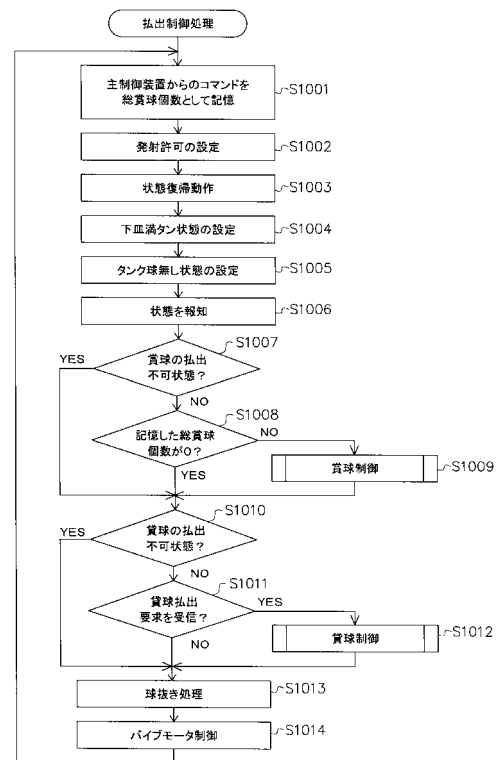 払出制御処理
主制御装置からのコマンドを
総賞球個数として記憶
S1001
発射許可の設定
S1002
状態復帰動作
S1003
下皿満タン状態の設定
S1004
タンク球無し状態の設定
S1005
状態を報知
S1006
S1007
YES
賞球の払出
不可状態？
NO
S1008
記憶した総賞球
個数が0？
NO
YES
賞球制御
S1009
S1010
YES
貸球の払出
不可状態？
NO
S1011
貸球払出
要求を受信？
YES
NO
貸球制御
S1012
球抜き処理
S1013
バイブモータ制御
S1014